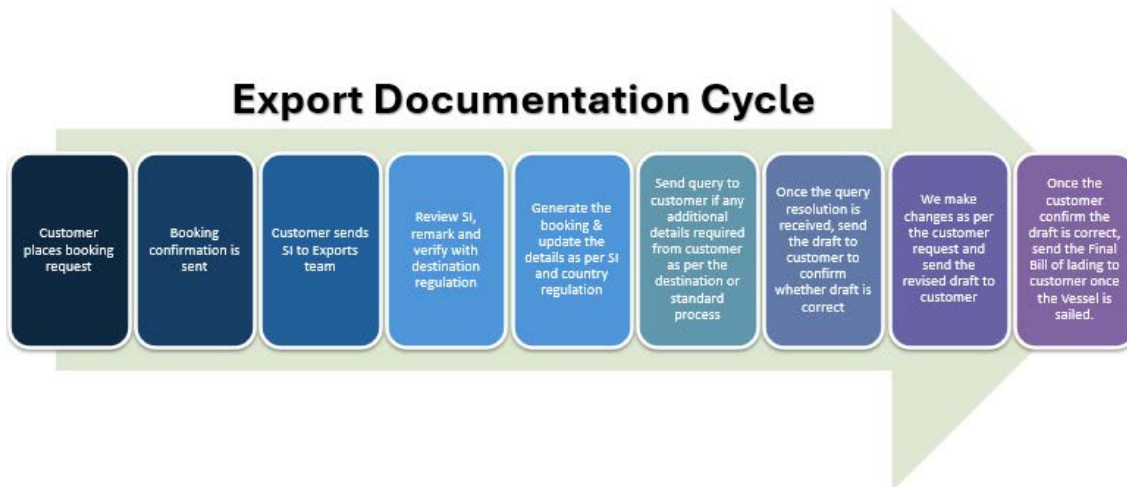 Export Documentation Cycle
Customer
places booking
request
Booking
confirmation is
sent
Customer sends
SI to Exports
team
Review SI,
remark and
verify with
destination
regulation
Generate the
booking &
update the
details as per SI
and country
regulation
Send query to
customer if any
additional
details required
from customer
as per the
destination or
standard
process
Once the query
resolution is
received, send
the draft to
customer to
confirm
whether draft is
correct
We make
changes as per
the customer
request and
send the
revised draft to
customer
Once the
customer
confirm the
draft is correct,
send the Final
Bill of lading to
customer once
the Vessel is
sailed.